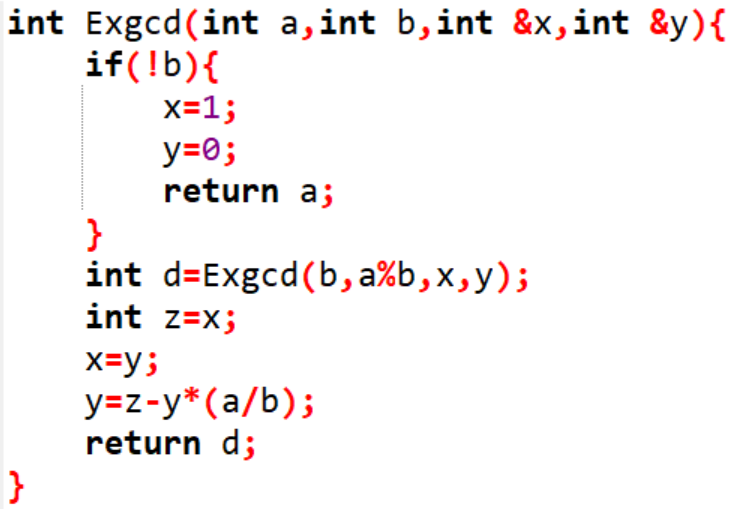 int Exgcd(int a,int b,int &x,int &y){
    if(!b){
        x=1;
        y=0;
        return a;
    }
    int d=Exgcd(b,a%b,x,y);
    int z=x;
    x=y;
    y=z-y*(a/b);
    return d;
}